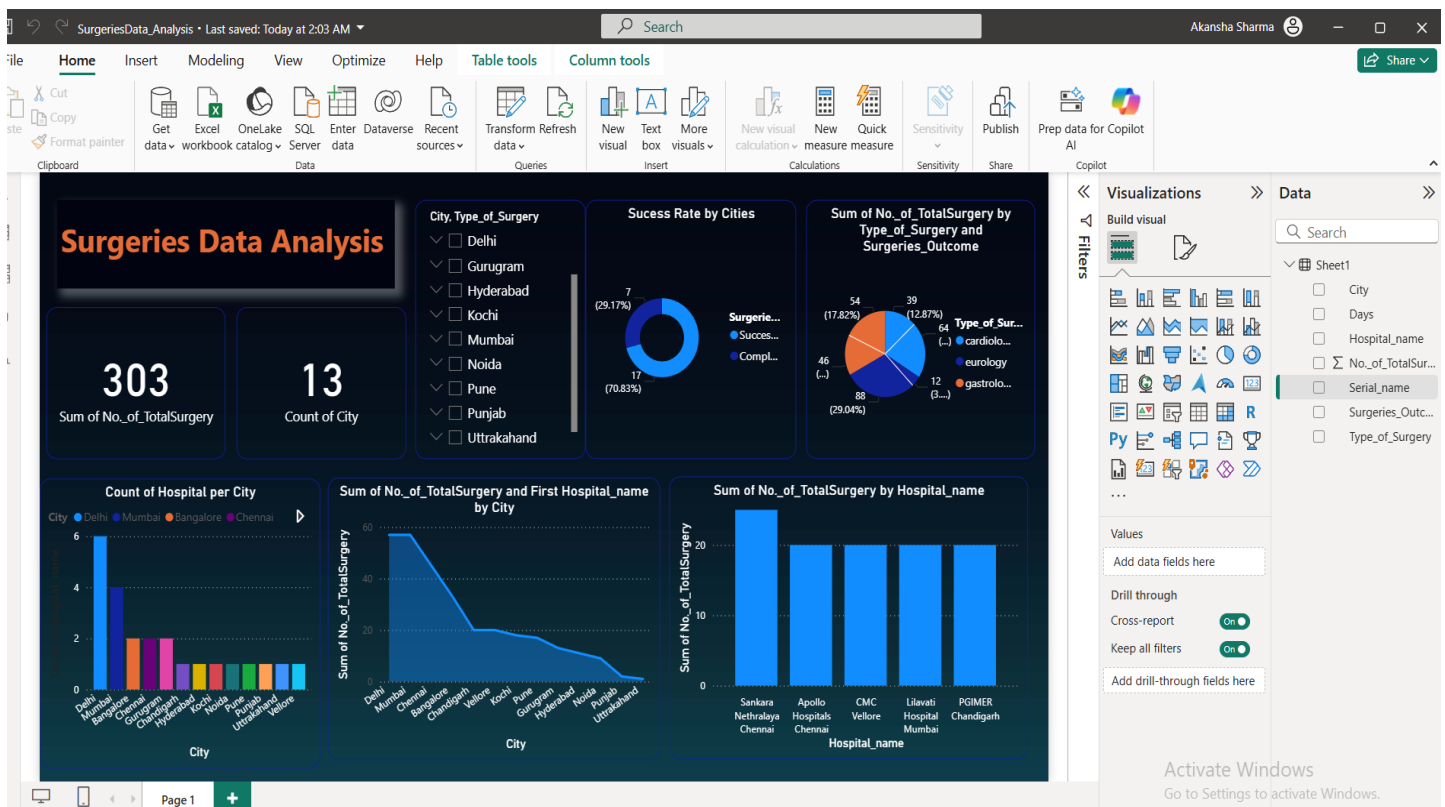 SurgeriesData_Analysis • Last saved: Today at 2:03 AM
Search
Akansha Sharma
File
Home
Insert
Modeling
View
Optimize
Help
Table tools
Column tools
Share
Cut
Copy
Format painter
Clipboard
Get data
Excel workbook
OneLake catalog
SQL Server
Enter data
Dataverse
Recent sources
Data
Transform data
Refresh
Queries
New visual
Text box
More visuals
Insert
New visual calculation
New measure
Quick measure
Calculations
Sensitivity
Sensitivity
Publish
Share
Prep data for AI
Copilot
Copilot
Surgeries Data Analysis
303
Sum of No._of_TotalSurgery
13
Count of City
City, Type_of_Surgery
Delhi
Gurugram
Hyderabad
Kochi
Mumbai
Noida
Pune
Punjab
Uttrakahand
Sucess Rate by Cities
7
(29.17%)
17
(70.83%)
Surgerie...
Succes...
Compl...
Sum of No._of_TotalSurgery by
Type_of_Surgery and
Surgeries_Outcome
54
(17.82%)
39
(12.87%)
64
(...)
46
(...)
12
(3....)
88
(29.04%)
Type_of_Sur...
cardiolo...
eurology
gastrolo...
Count of Hospital per City
City Delhi Mumbai Bangalore Chennai
6
4
2
0
Delhi
Mumbai
Bangalore
Chennai
Gurugram
Chandigarh
Hyderabad
Kochi
Noida
Pune
Punjab
Uttrakahand
Vellore
City
Sum of No._of_TotalSurgery and First Hospital_name
by City
Sum of No._of_TotalSurgery
60
40
20
0
Delhi
Mumbai
Chennai
Bangalore
Chandigarh
Vellore
Kochi
Pune
Gurugram
Hyderabad
Noida
Punjab
Uttrakahand
City
Sum of No._of_TotalSurgery by Hospital_name
Sum of No._of_TotalSurgery
20
10
0
Sankara
Nethralaya
Chennai
Apollo
Hospitals
Chennai
CMC
Vellore
Lilavati
Hospital
Mumbai
PGIMER
Chandigarh
Hospital_name
Filters
Visualizations
Build visual
123
R
Py
...
Values
Add data fields here
Drill through
Cross-report
On
Keep all filters
On
Add drill-through fields here
Data
Search
Sheet1
City
Days
Hospital_name
No._of_TotalSur...
Serial_name
Surgeries_Outc...
Type_of_Surgery
Activate Windows
Go to Settings to activate Windows.
Page 1